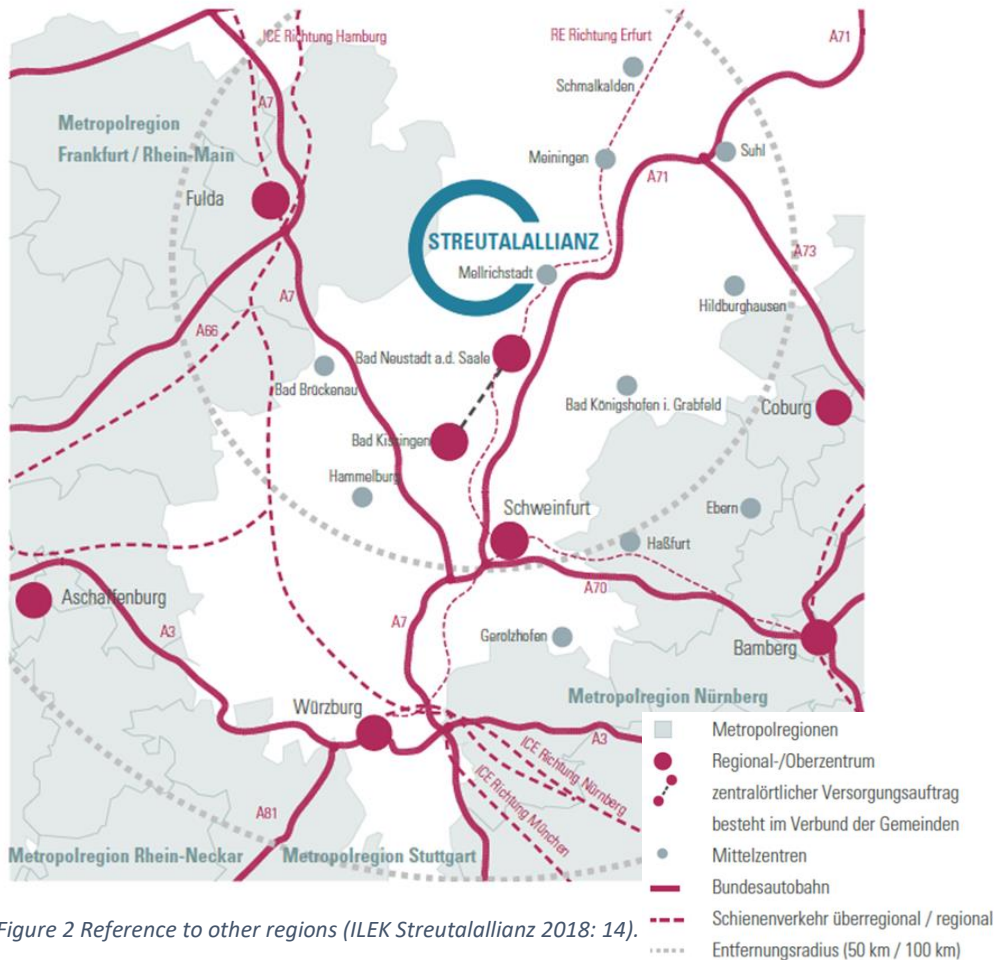 ICE Richtung Hamburg
RE Richtung Erfurt
A71
Schmalkalden
A7
Metropolregion
Frankfurt / Rhein-Main
Meiningen
Suhl
A71
Fulda
STREUTALALLIANZ
A73
Mellrichstadt
Hildburghausen
A7
A66
Bad Neustadt a.d. Saale
Bad Brückenau
Bad Königshofen i. Grabfeld
Coburg
Bad Kissingen
Hammelburg
Schweinfurt
Ebern
Haßfurt
A70
Aschaffenburg
A3
A7
Gerolzhofen
Bamberg
Metropolregion Nürnberg
Würzburg
A3
ICE Richtung Nürnberg
ICE Richtung München
A81
Metropolregion Rhein-Neckar
Metropolregion Stuttgart
Metropolregionen
Regional-/Oberzentrum
zentralörtlicher Versorgungsauftrag
besteht im Verbund der Gemeinden
Mittelzentren
Bundesautobahn
Schienenverkehr überregional / regional
Entfernungsradius (50 km / 100 km)
Figure 2 Reference to other regions (ILEK Streutalallianz 2018: 14).